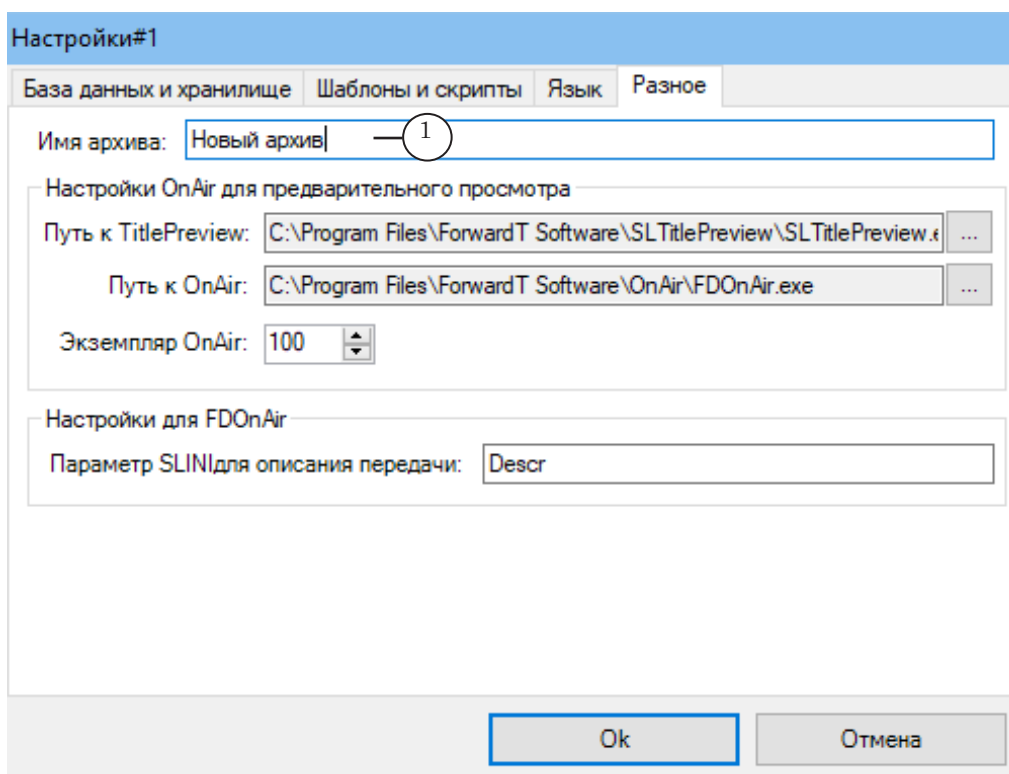 Настройки#1
База данных и хранилище Шаблоны и скрипты Язык Разное
Имя архива: Новый архив 1
Настройки OnAir для предварительного просмотра
Путь к TitlePreview: C:\Program Files\ForwardT Software\SLTitlePreview\SLTitlePreview.e ...
Путь к OnAir: C:\Program Files\ForwardT Software\OnAir\FDOnAir.exe ...
Экземпляр OnAir: 100
Настройки для FDOnAir
Параметр SLINIдля описания передачи: Descr
Ok Отмена